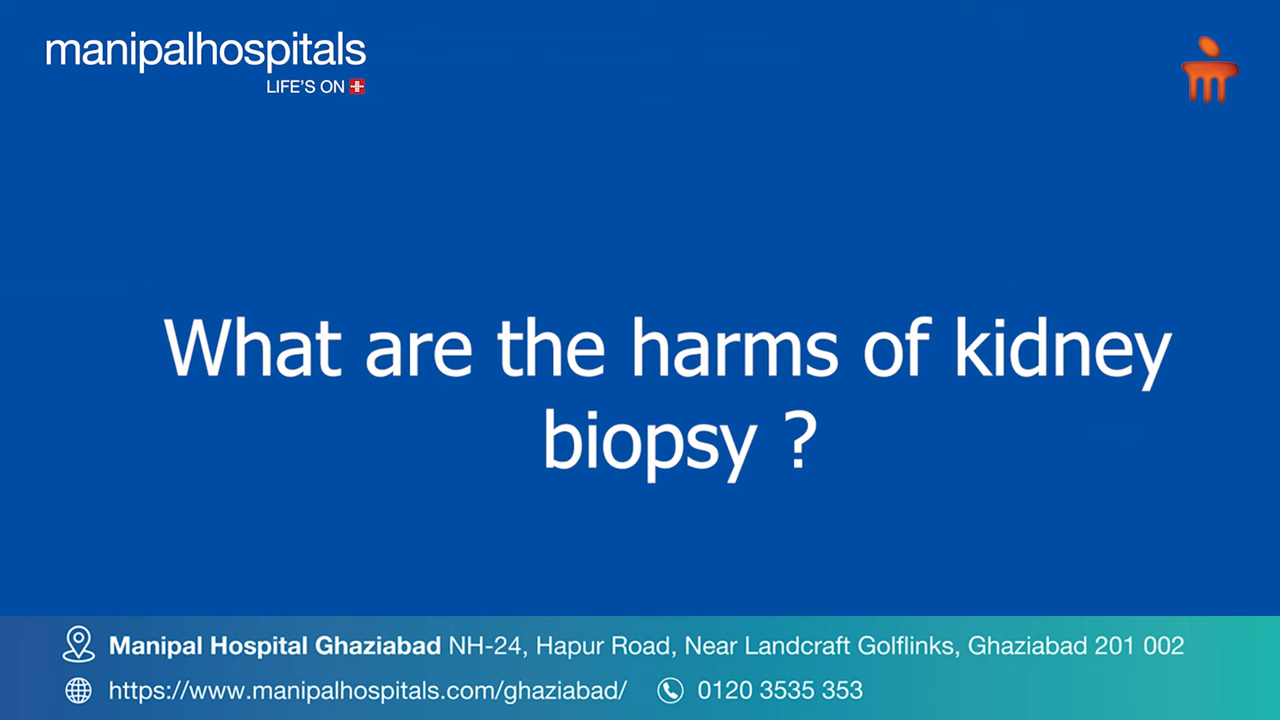 manipalhospitals
LIFE'S ON
What are the harms of kidney
biopsy ?
Manipal Hospital Ghaziabad NH-24, Hapur Road, Near Landcraft Golflinks, Ghaziabad 201 002
https://www.manipalhospitals.com/ghaziabad/ 0120 3535 353